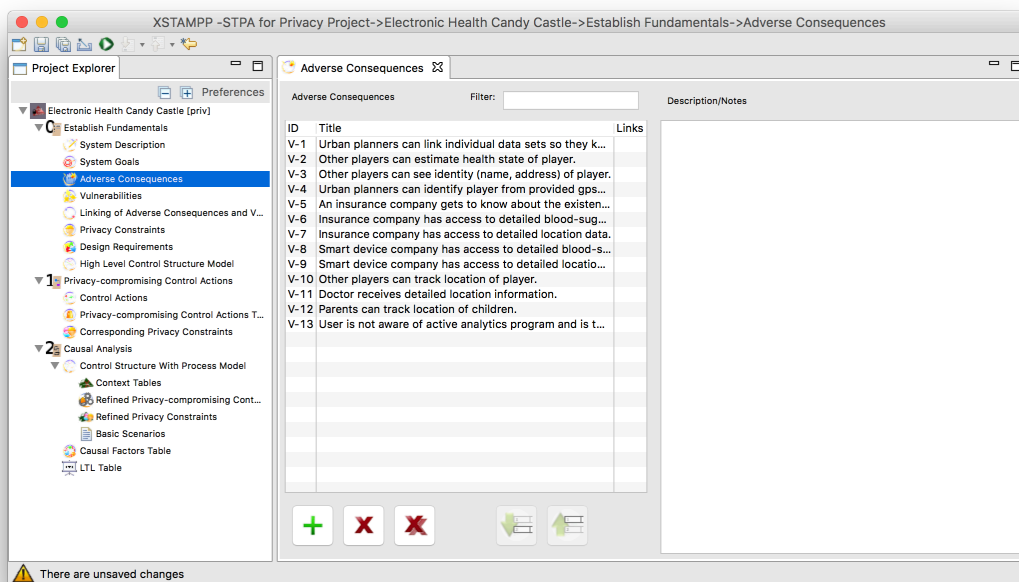 XSTAMPP -STPA for Privacy Project->Electronic Health Candy Castle->Establish Fundamentals->Adverse Consequences
Project Explorer
Preferences
Electronic Health Candy Castle [priv]
0 Establish Fundamentals
System Description
System Goals
Adverse Consequences
Vulnerabilities
Linking of Adverse Consequences and V...
Privacy Constraints
Design Requirements
High Level Control Structure Model
1 Privacy-compromising Control Actions
Control Actions
Privacy-compromising Control Actions T...
Corresponding Privacy Constraints
2 Causal Analysis
Control Structure With Process Model
Context Tables
Refined Privacy-compromising Cont...
Refined Privacy Constraints
Basic Scenarios
Causal Factors Table
LTL Table
Adverse Consequences
Adverse Consequences
Filter:
Description/Notes
ID Title Links
V-1 Urban planners can link individual data sets so they k...
V-2 Other players can estimate health state of player.
V-3 Other players can see identity (name, address) of player.
V-4 Urban planners can identify player from provided gps...
V-5 An insurance company gets to know about the existen...
V-6 Insurance company has access to detailed blood-sug...
V-7 Insurance company has access to detailed location data.
V-8 Smart device company has access to detailed blood-s...
V-9 Smart device company has access to detailed locatio...
V-10 Other players can track location of player.
V-11 Doctor receives detailed location information.
V-12 Parents can track location of children.
V-13 User is not aware of active analytics program and is t...
There are unsaved changes